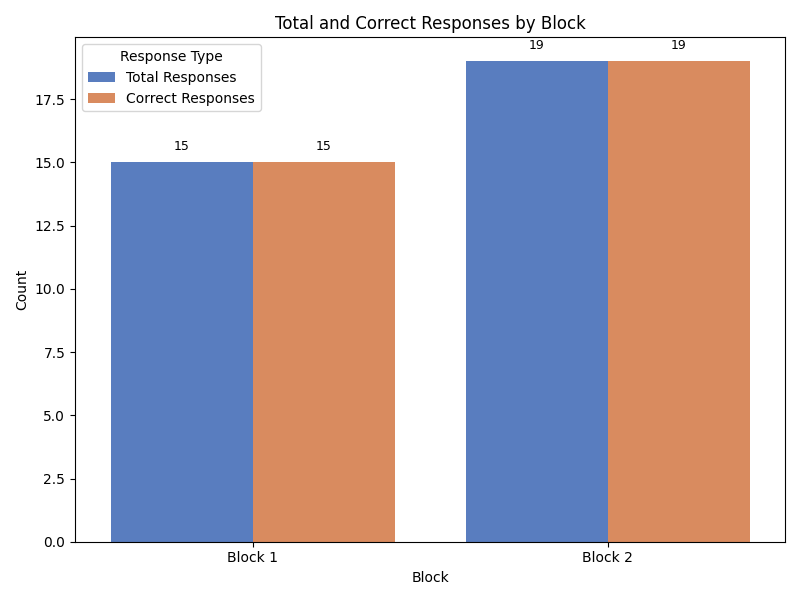 Total and Correct Responses by Block
Response Type
Total Responses
Correct Responses
15
15
19
19
17.5
15.0
12.5
10.0
7.5
5.0
2.5
0.0
Count
Block 1
Block 2
Block